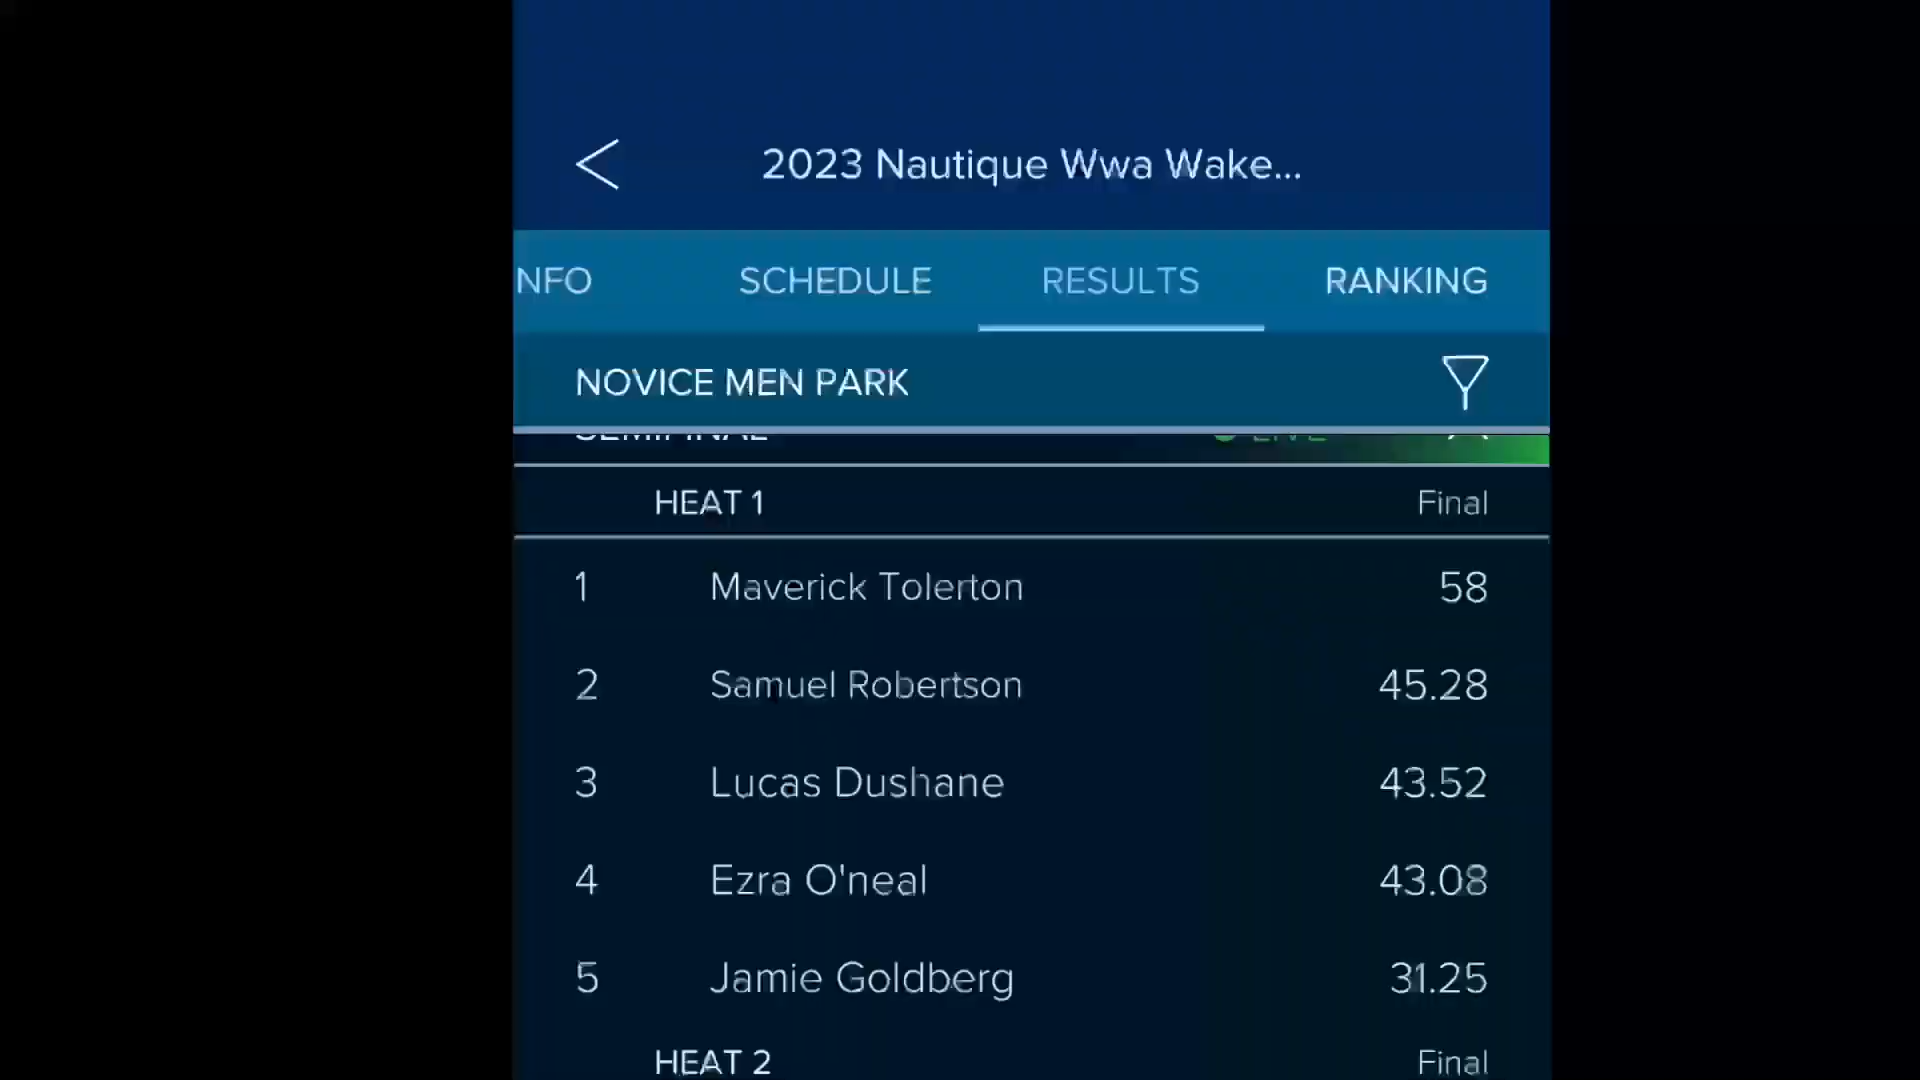 2023 Nautique Wwa Wake...
NFO SCHEDULE RESULTS RANKING
NOVICE MEN PARK
SEMIFINAL LIVE
HEAT 1 Final
1 Maverick Tolerton 58
2 Samuel Robertson 45.28
3 Lucas Dushane 43.52
4 Ezra O'neal 43.08
5 Jamie Goldberg 31.25
HEAT 2 Final